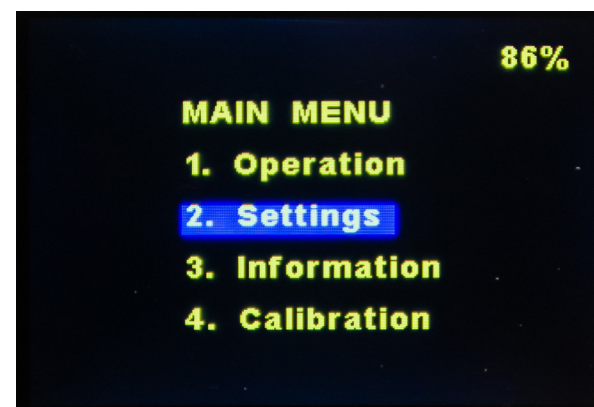 86%
MAIN MENU
1. Operation
2. Settings
3. Information
4. Calibration